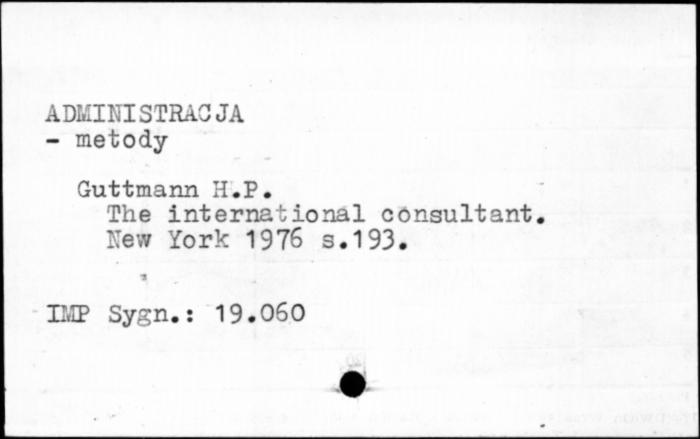 ADMINISTRACJA
- metody
Guttmann H.P.
The international consultant.
New York 1976 s.193.
IMP Sygn.: 19.060